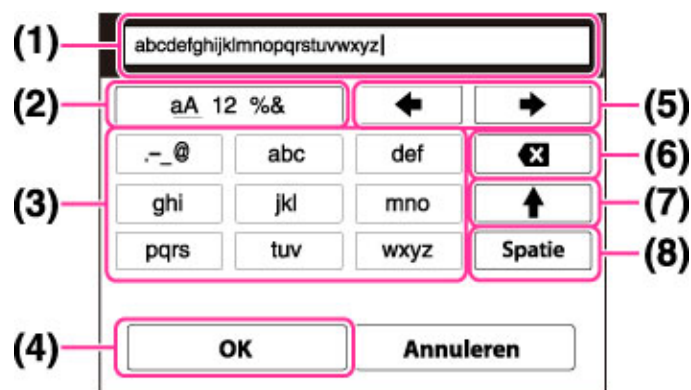 (1) abcdefghijklmnopqrstuvwxyz
(2) aA 12 %& (5)
.-_@ abc def (6)
(3) ghi jkl mno (7)
pqrs tuv wxyz Spatie (8)
(4) OK Annuleren